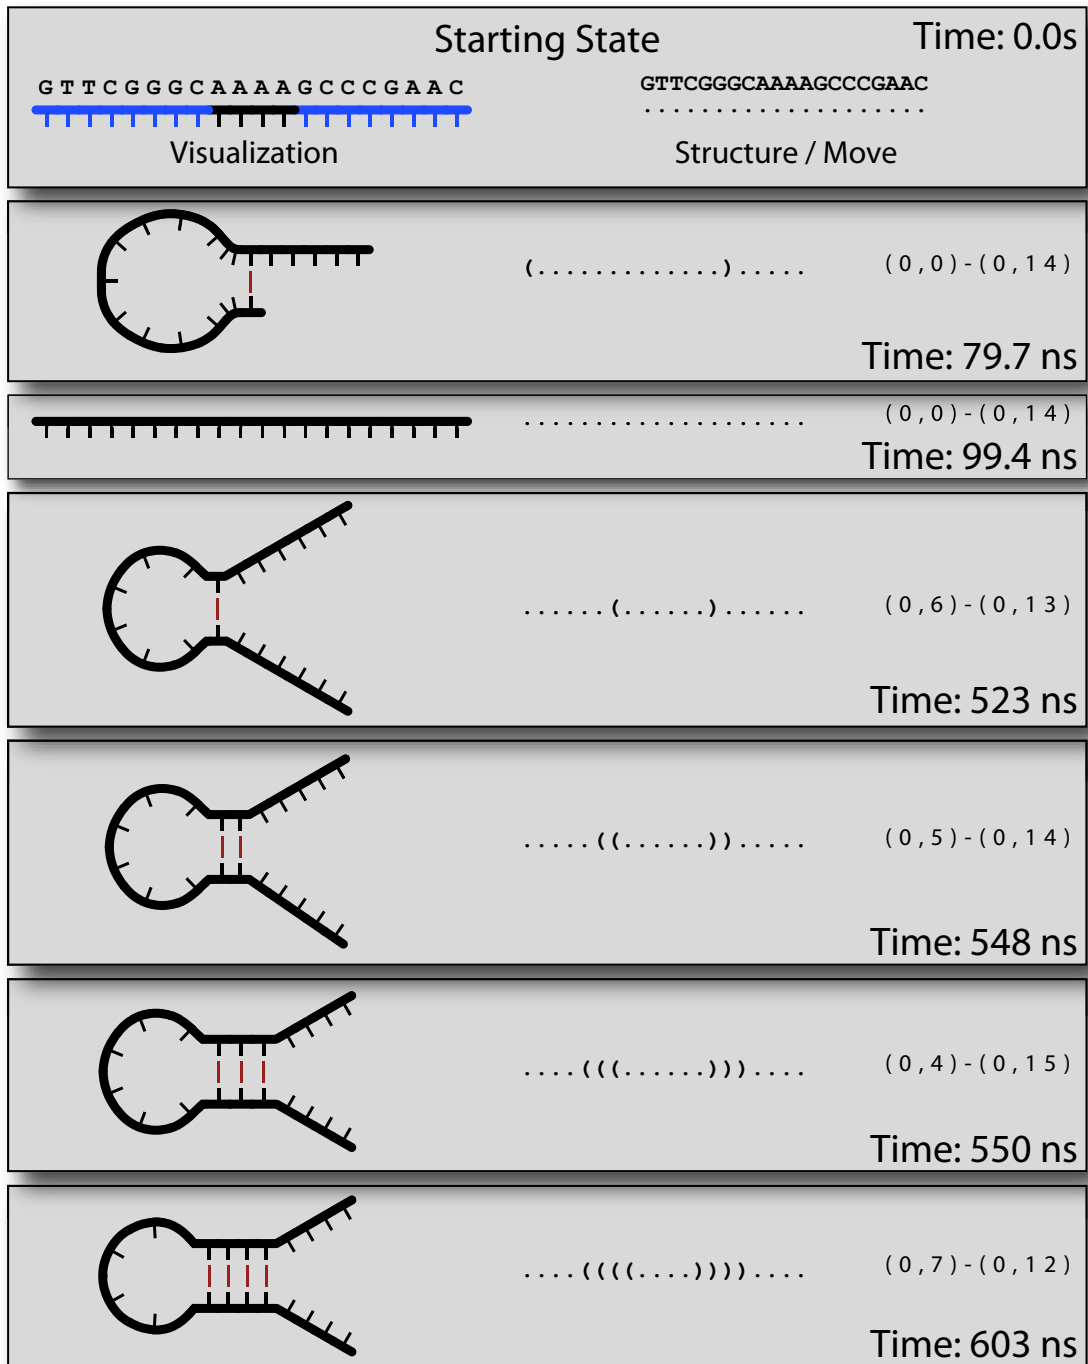 Starting State
Time: 0.0s
G T T C G G G C A A A A G C C C G A A C
GTTCGGGCAAAAGCCCGAAC
....................
Visualization
Structure / Move
(.............).....
(0,0)-(0,14)
Time: 79.7 ns
....................
(0,0)-(0,14)
Time: 99.4 ns
......(......)......
(0,6)-(0,13)
Time: 523 ns
.....((......)).....
(0,5)-(0,14)
Time: 548 ns
....(((......)))....
(0,4)-(0,15)
Time: 550 ns
....((((....))))....
(0,7)-(0,12)
Time: 603 ns